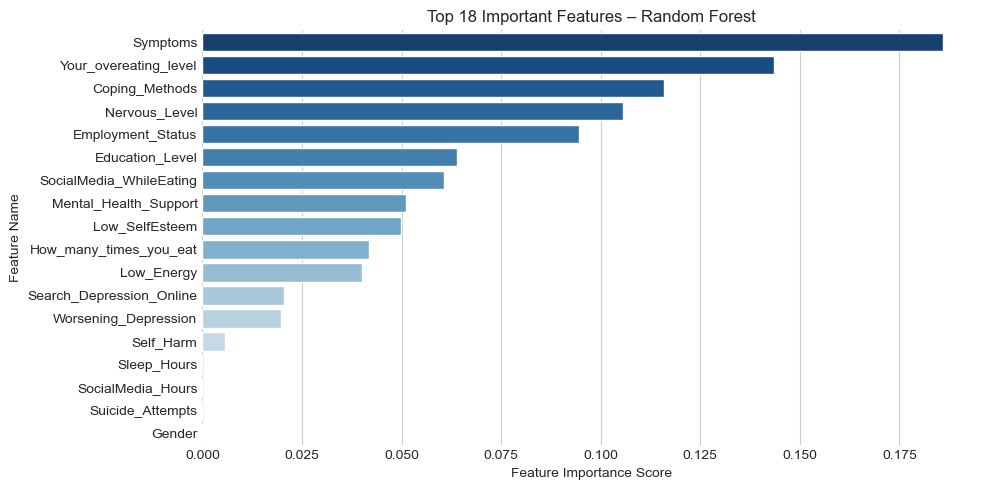 Top 18 Important Features – Random Forest
Feature Name
Symptoms
Your_overeating_level
Coping_Methods
Nervous_Level
Employment_Status
Education_Level
SocialMedia_WhileEating
Mental_Health_Support
Low_SelfEsteem
How_many_times_you_eat
Low_Energy
Search_Depression_Online
Worsening_Depression
Self_Harm
Sleep_Hours
SocialMedia_Hours
Suicide_Attempts
Gender
0.000 0.025 0.050 0.075 0.100 0.125 0.150 0.175
Feature Importance Score